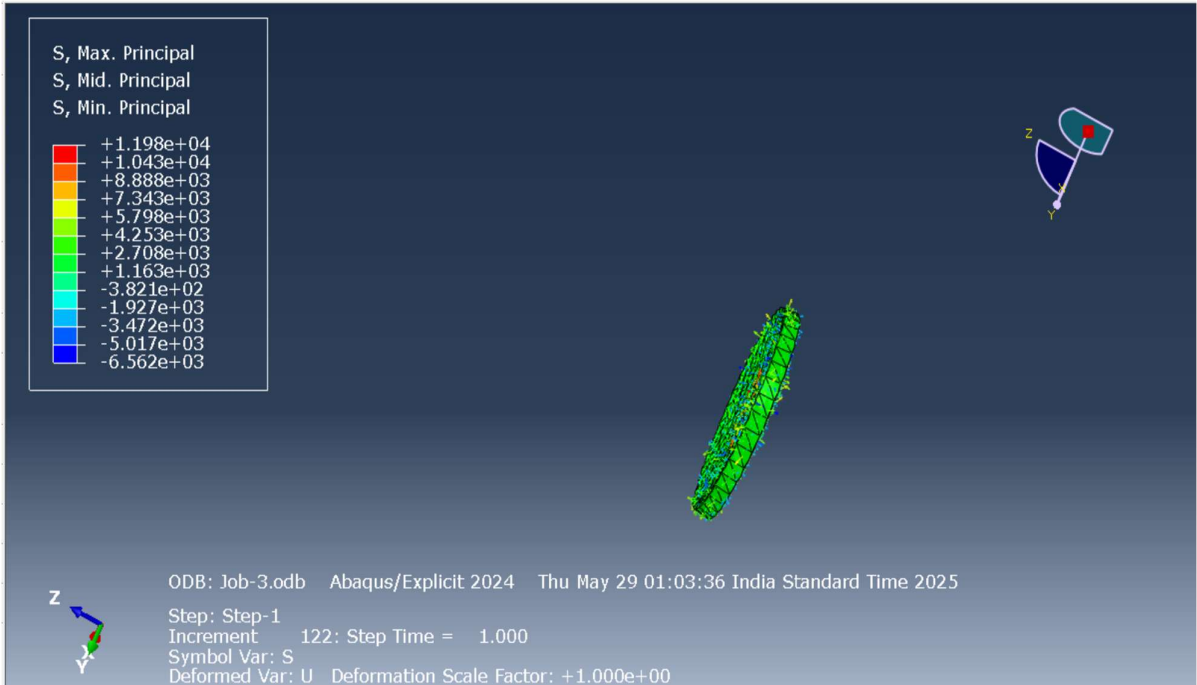 S, Max. Principal
S, Mid. Principal
S, Min. Principal
+1.198e+04
+1.043e+04
+8.888e+03
+7.343e+03
+5.798e+03
+4.253e+03
+2.708e+03
+1.163e+03
-3.821e+02
-1.927e+03
-3.472e+03
-5.017e+03
-6.562e+03
Z
Y
ODB: Job-3.odb Abaqus/Explicit 2024 Thu May 29 01:03:36 India Standard Time 2025
Z
X
Y
Step: Step-1
Increment 122: Step Time = 1.000
Symbol Var: S
Deformed Var: U Deformation Scale Factor: +1.000e+00